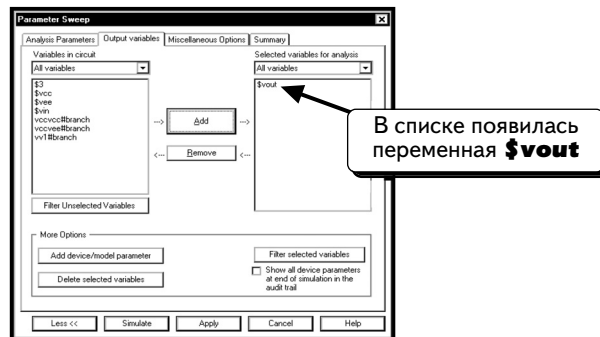 Parameter Sweep
Analysis Parameters Output variables Miscellaneous Options Summary
Variables in circuit
All variables
$3
$vcc
$vee
$vin
vccvcc#branch
vccvee#branch
vv1#branch
Filter Unselected Variables
--->
Add
--->
<---
Remove
<---
Selected variables for analysis
All variables
$vout
В списке появилась
переменная $vout
More Options
Add device/model parameter
Delete selected variables
Filter selected variables
Show all device parameters
at end of simulation in the
audit trail
Less << Simulate Apply Cancel Help